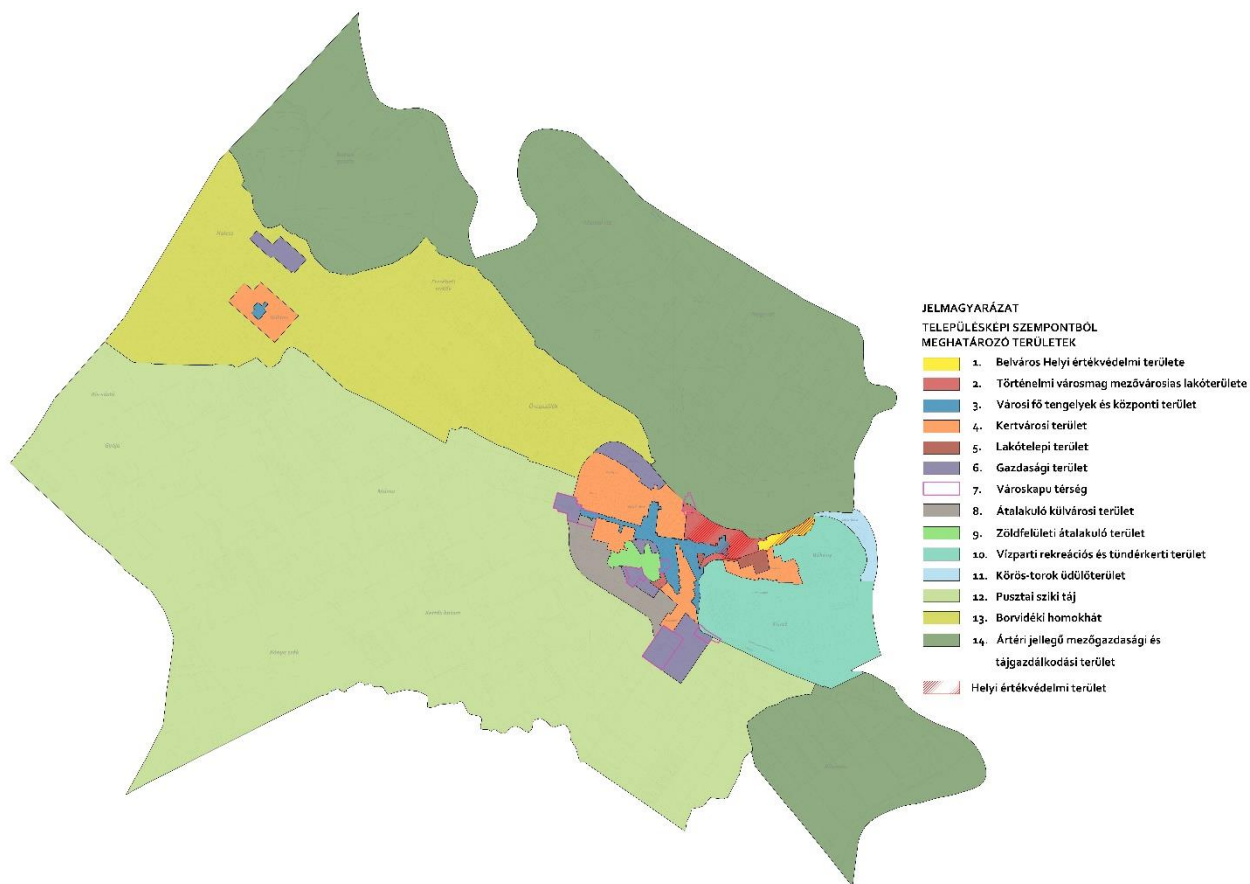 JELMAGYARÁZAT
TELEPÜLÉSKÉPI SZEMPONTBÓL
MEGHATÁROZÓ TERÜLETEK
1. Belváros Helyi értékvédelmi területe
2. Történelmi városmag mezővárosias lakóterülete
3. Városi fő tengelyek és központi terület
4. Kertvárosi terület
5. Lakótelepi terület
6. Gazdasági terület
7. Városkapu térség
8. Átalakuló külvárosi terület
9. Zöldfelületi átalakuló terület
10. Vízparti rekreációs és tündérkerti terület
11. Körös-torok üdülőterület
12. Pusztai sziki táj
13. Borvidéki homokhát
14. Ártéri jellegű mezőgazdasági és
tájgazdálkodási terület
Helyi értékvédelmi terület